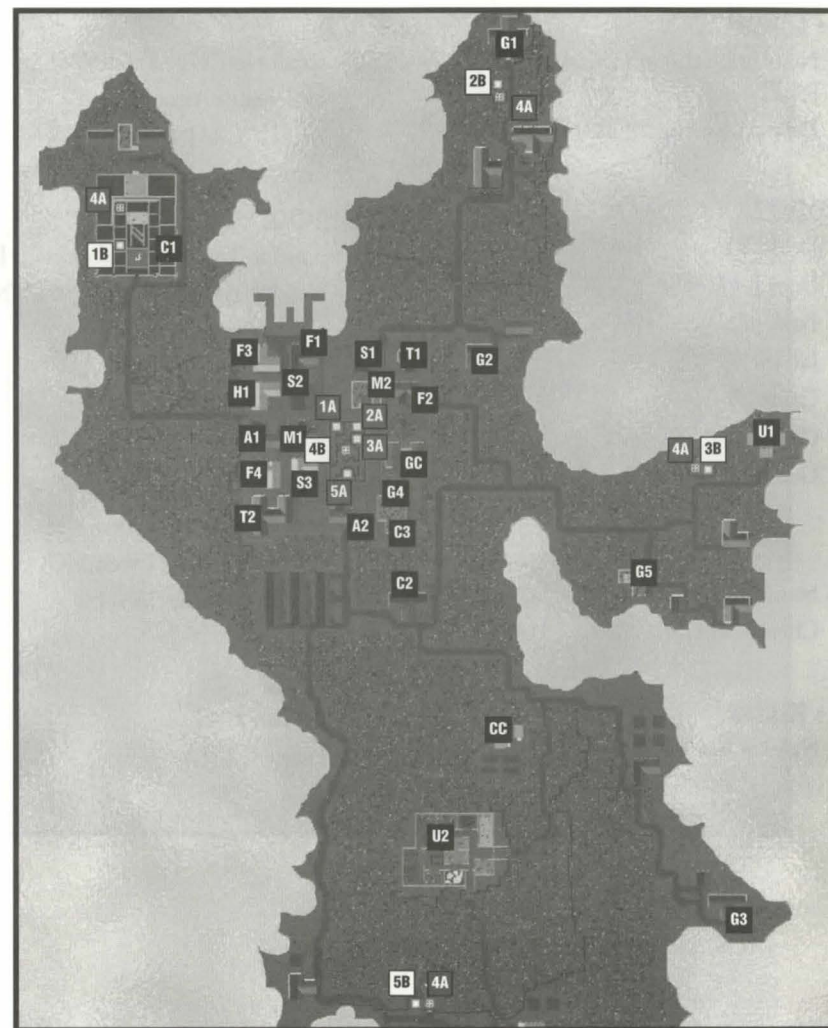 G1
2B
4A
4A
1B C1
F3 F1 S1 T1 G2
H1 S2 M2 F2
1A 2A
A1 M1 4B 3A
F4 S3 GC
5A G4
T2 A2 C3
4A 3B U1
C2 G5
CC
U2
G3
5B 4A